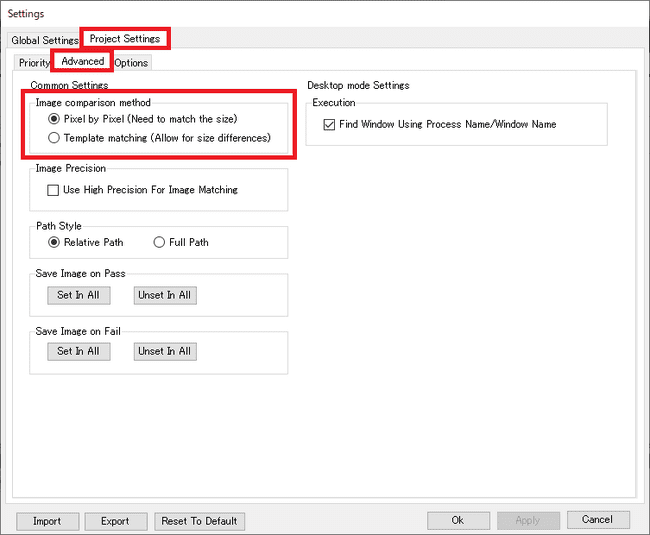 Settings
Global Settings Project Settings
Priority Advanced Options
Common Settings
Image comparison method
Pixel by Pixel (Need to match the size)
Template matching (Allow for size differences)
Image Precision
Use High Precision For Image Matching
Path Style
Relative Path Full Path
Save Image on Pass
Set In All Unset In All
Save Image on Fail
Set In All Unset In All
Desktop mode Settings
Execution
Find Window Using Process Name/Window Name
Import Export Reset To Default Ok Apply Cancel